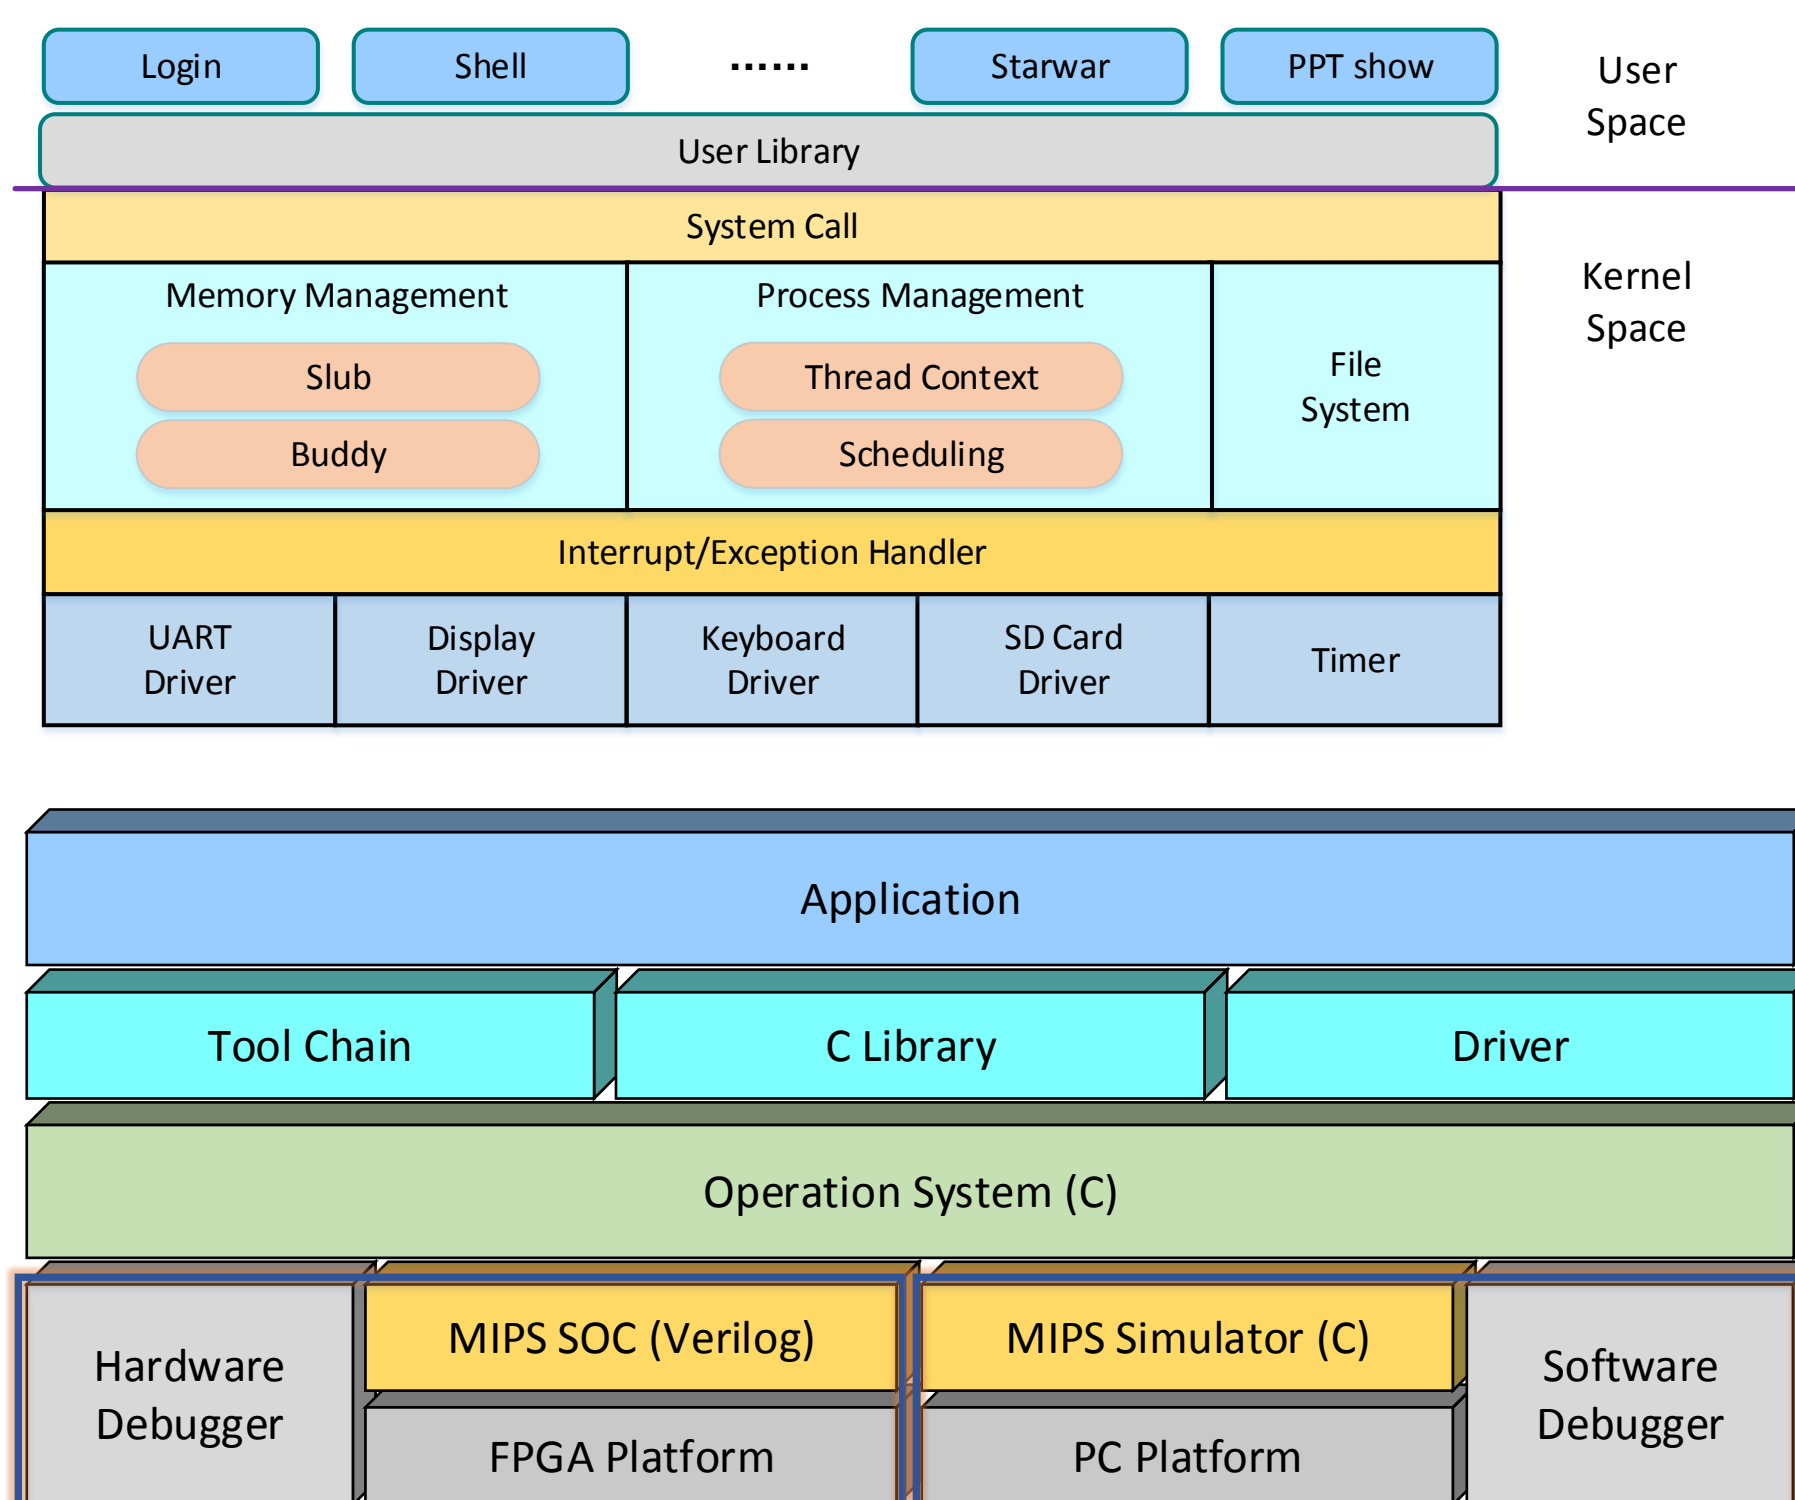 Login
Shell
......
Starwar
PPT show
User
Space
User Library
System Call
Kernel
Space
Memory Management
Slub
Buddy
Process Management
Thread Context
Scheduling
File
System
Interrupt/Exception Handler
UART
Driver
Display
Driver
Keyboard
Driver
SD Card
Driver
Timer
Application
Tool Chain
C Library
Driver
Operation System (C)
Hardware
Debugger
MIPS SOC (Verilog)
FPGA Platform
MIPS Simulator (C)
PC Platform
Software
Debugger